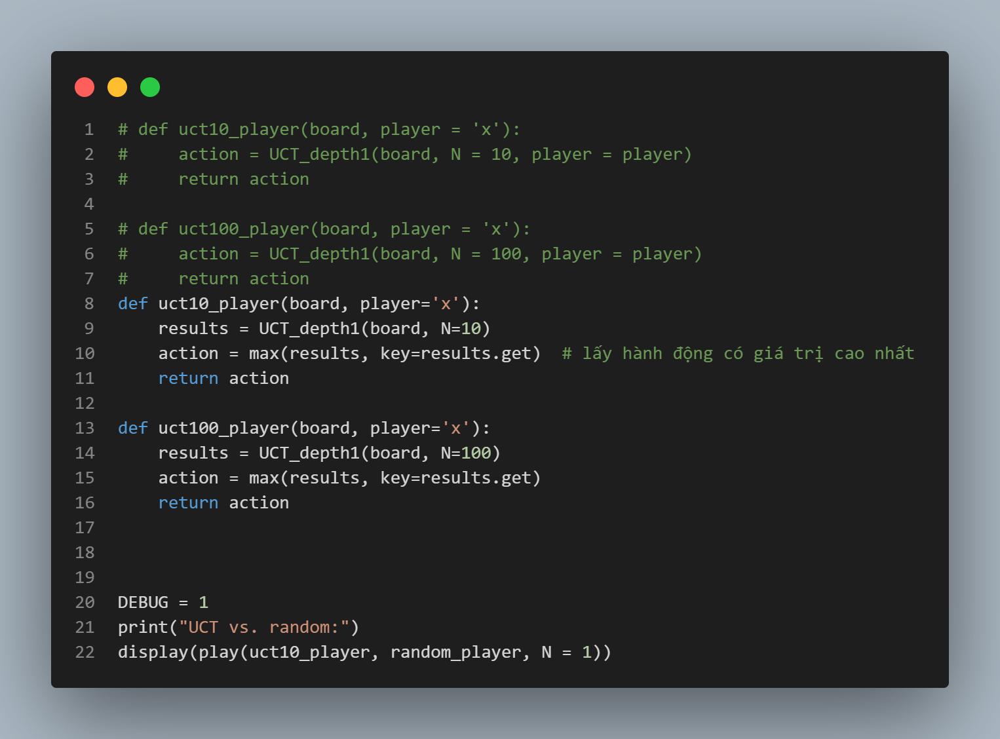 1 # def uct10_player(board, player = 'x'):
2 #     action = UCT_depth1(board, N = 10, player = player)
3 #     return action
4
5 # def uct100_player(board, player = 'x'):
6 #     action = UCT_depth1(board, N = 100, player = player)
7 #     return action
8 def uct10_player(board, player='x'):
9     results = UCT_depth1(board, N=10)
10     action = max(results, key=results.get)  # lấy hành động có giá trị cao nhất
11     return action
12
13 def uct100_player(board, player='x'):
14     results = UCT_depth1(board, N=100)
15     action = max(results, key=results.get)
16     return action
17
18
19
20 DEBUG = 1
21 print("UCT vs. random:")
22 display(play(uct10_player, random_player, N = 1))